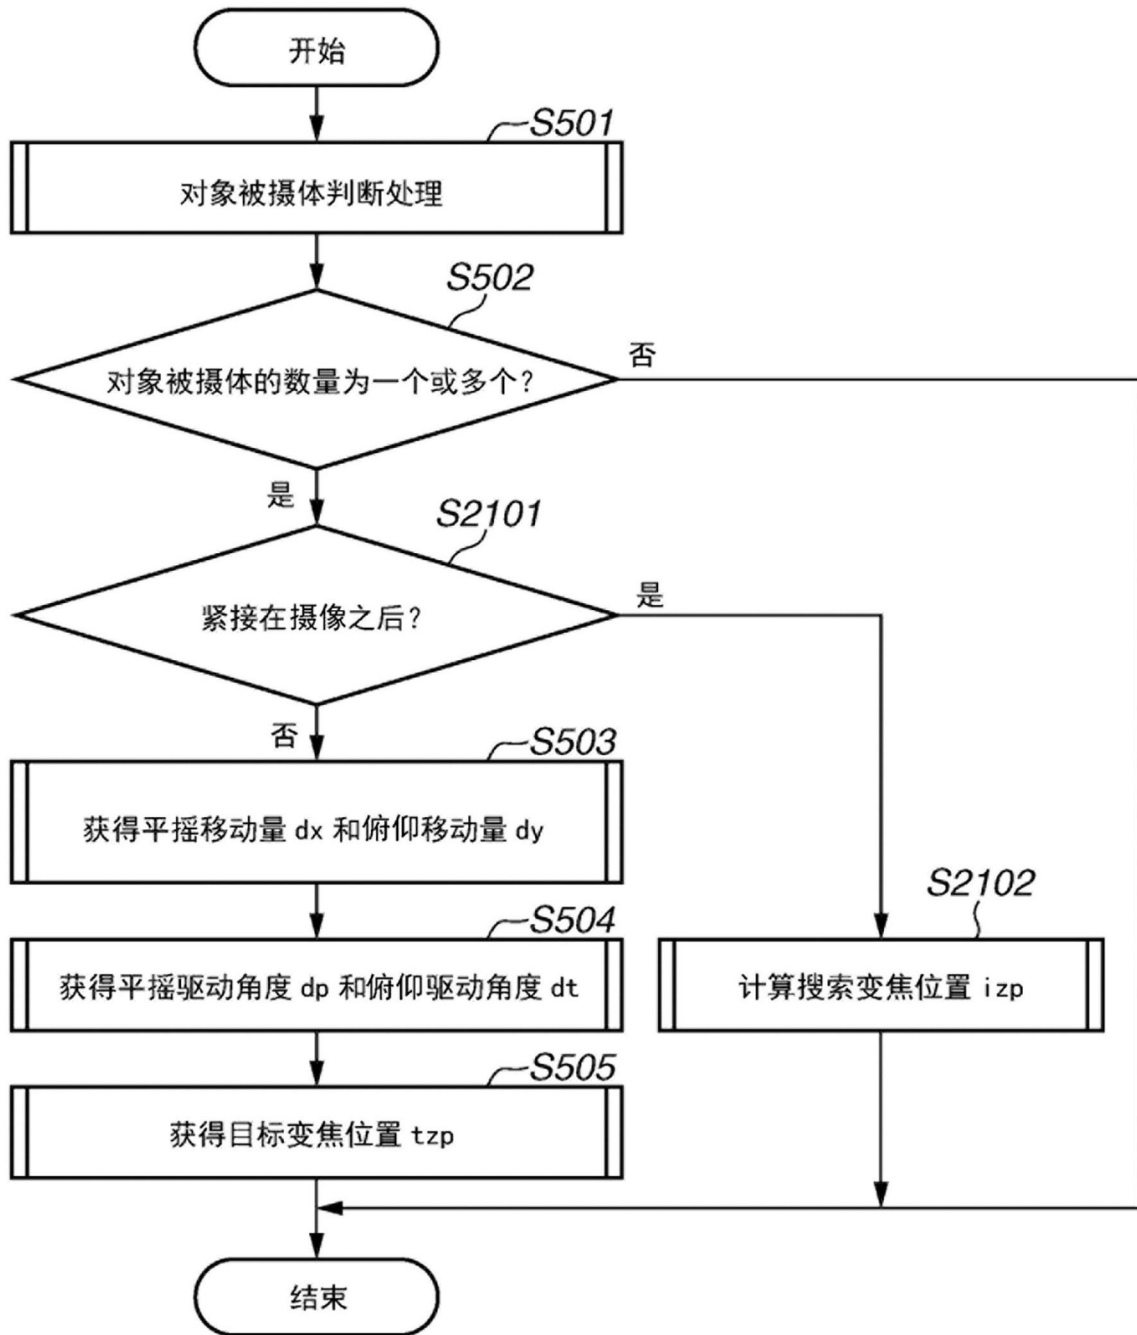 开始
S501
对象被摄体判断处理
S502
对象被摄体的数量为一个或多个?
否
是
S2101
紧接在摄像之后?
是
否
S503
获得平摇移动量 dx 和俯仰移动量 dy
S2102
计算搜索变焦位置 izp
S504
获得平摇驱动角度 dp 和俯仰驱动角度 dt
S505
获得目标变焦位置 tzp
结束